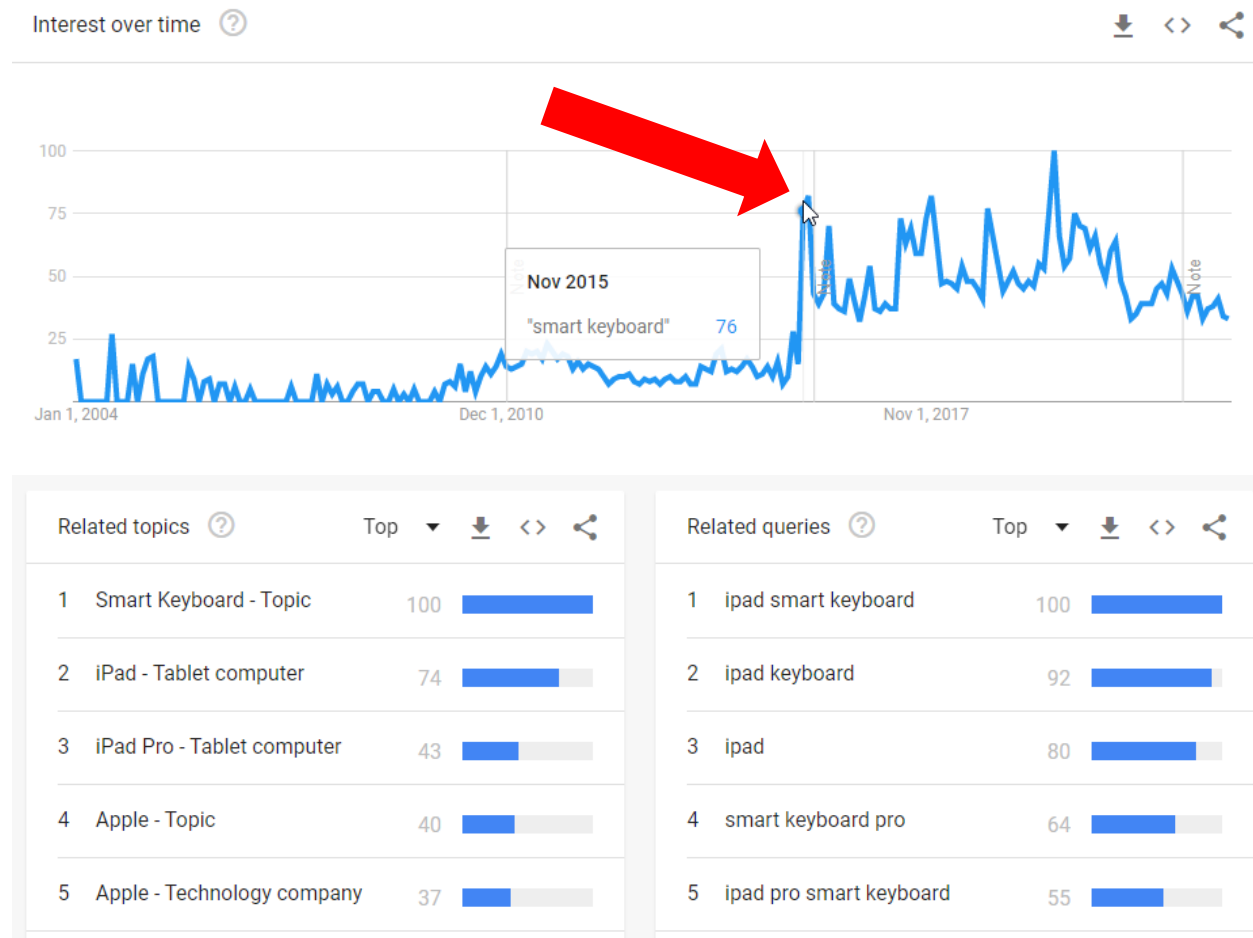 Interest over time
100
75
50
25
Note
Nov 2015
"smart keyboard" 76
Note
Note
Jan 1, 2004 Dec 1, 2010 Nov 1, 2017
Related topics Top
1 Smart Keyboard - Topic 100
2 iPad - Tablet computer 74
3 iPad Pro - Tablet computer 43
4 Apple - Topic 40
5 Apple - Technology company 37
Related queries Top
1 ipad smart keyboard 100
2 ipad keyboard 92
3 ipad 80
4 smart keyboard pro 64
5 ipad pro smart keyboard 55